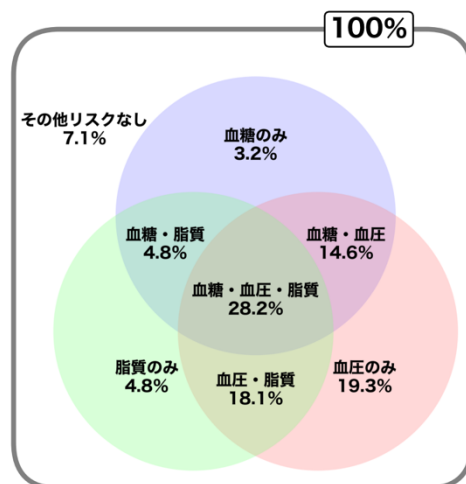 100%
その他リスクなし
7.1%
血糖のみ
3.2%
血糖・脂質
4.8%
血糖・血圧
14.6%
血糖・血圧・脂質
28.2%
脂質のみ
4.8%
血圧・脂質
18.1%
血圧のみ
19.3%